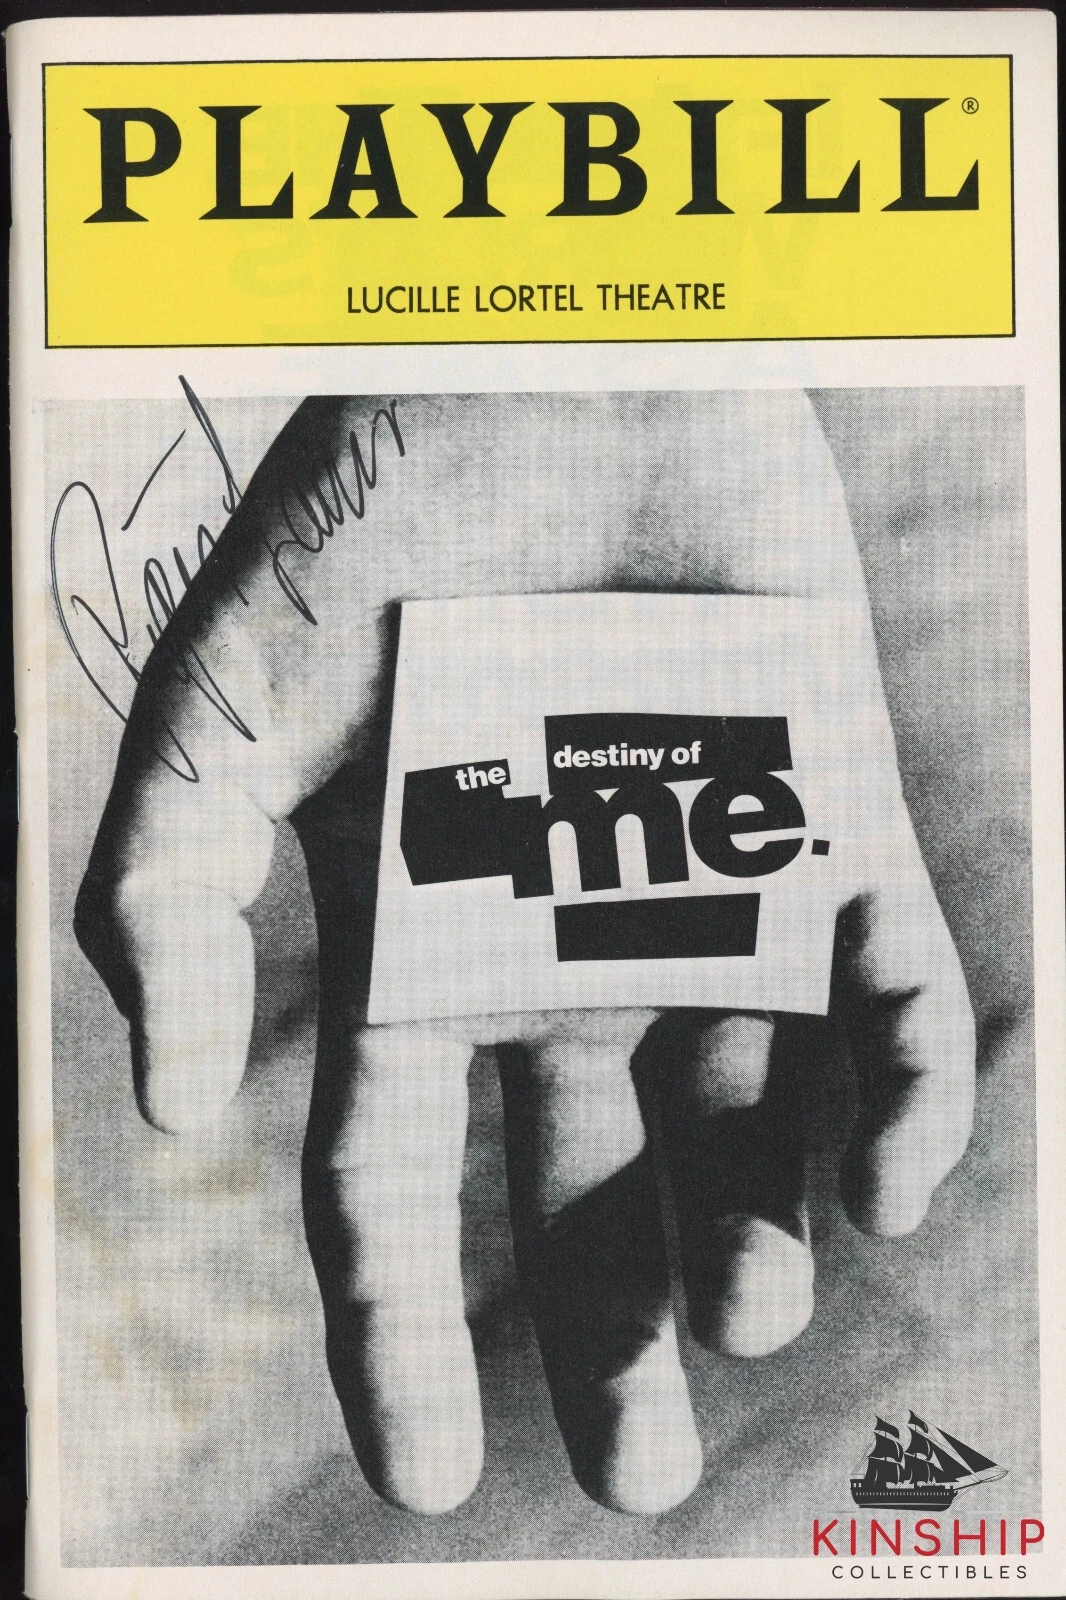 PLAYBILL®
LUCILLE LORTEL THEATRE
the destiny of
me.
KINSHIP
COLLECTIBLES